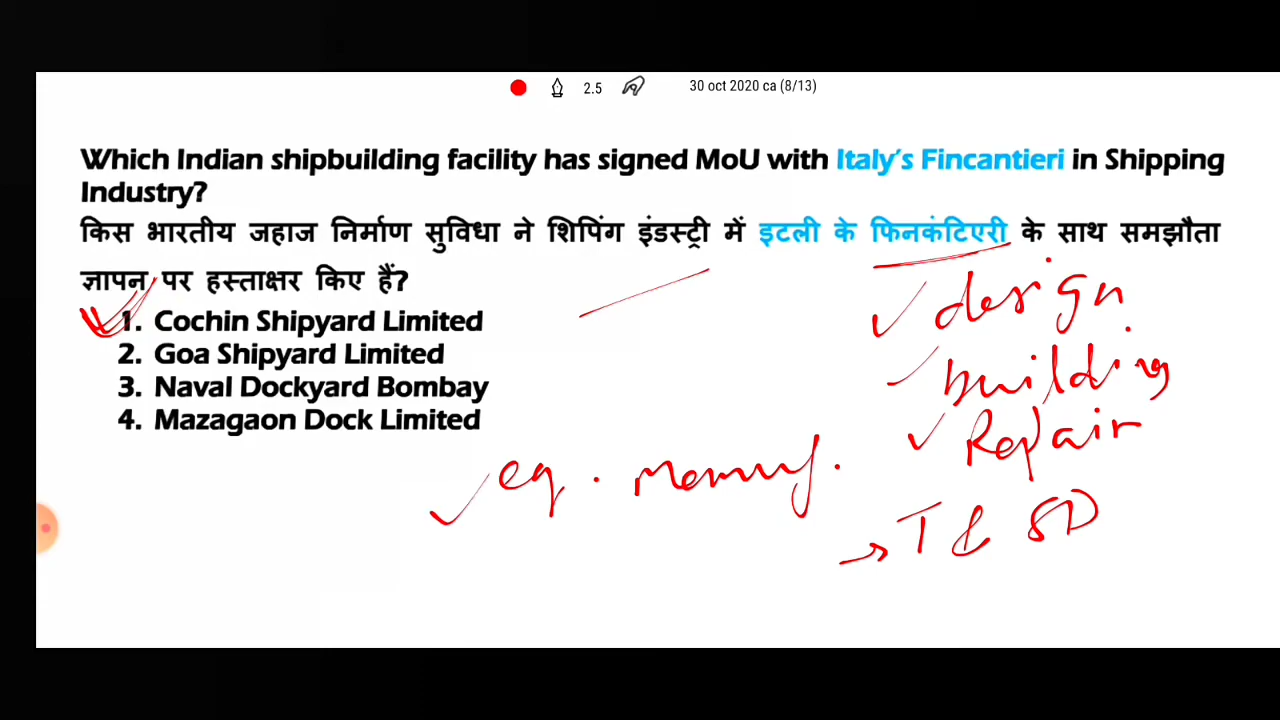 2.5
30 oct 2020 ca (8/13)
Which Indian shipbuilding facility has signed MoU with Italy's Fincantieri in Shipping
Industry?
किस भारतीय जहाज निर्माण सुविधा ने शिपिंग इंडस्ट्री में इटली के फिनकंटिएरी के साथ समझौता
ज्ञापन पर हस्ताक्षर किए हैं?
1. Cochin Shipyard Limited
2. Goa Shipyard Limited
3. Naval Dockyard Bombay
4. Mazagaon Dock Limited
design
building
Repair
eq.
T & SD